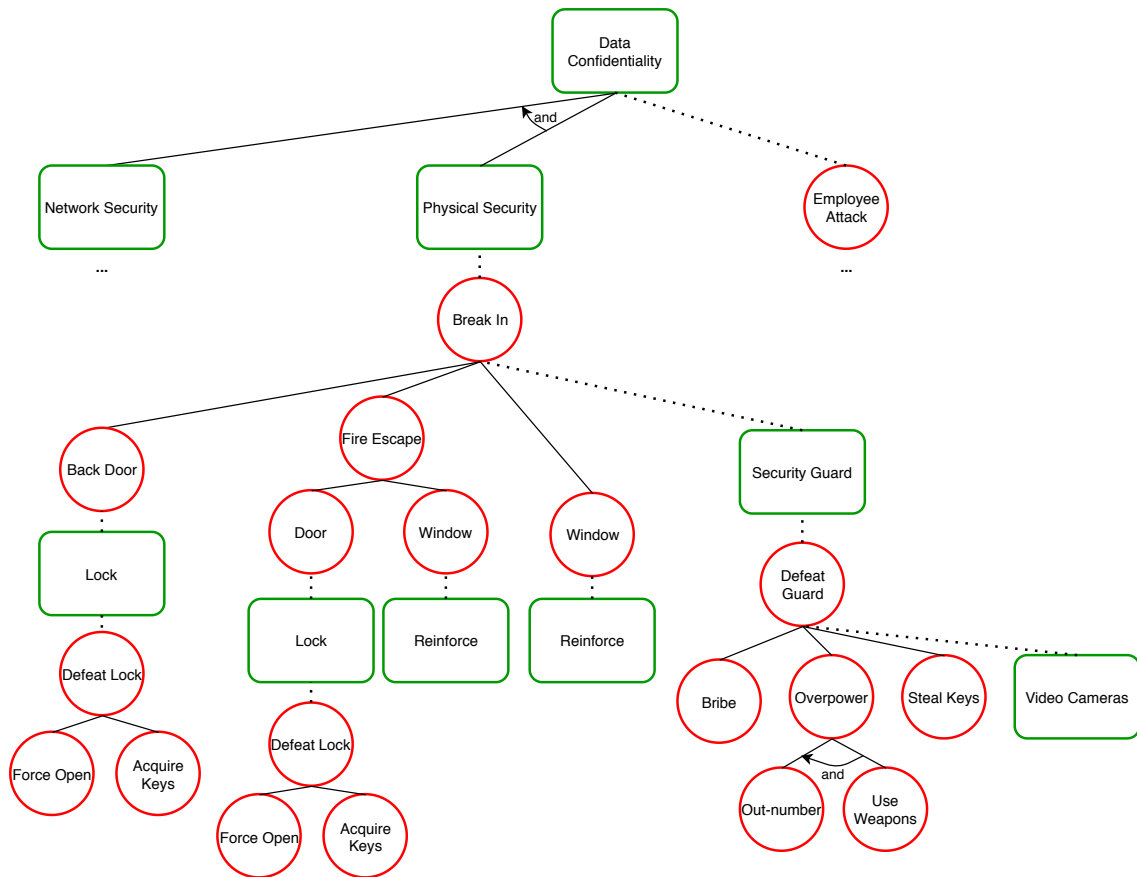 Data
Confidentiality
and
Network Security
Physical Security
Employee
Attack
...
...
Break In
Fire Escape
Back Door
Security Guard
Door
Window
Window
Lock
Defeat
Guard
Lock
Reinforce
Reinforce
Defeat Lock
Bribe
Overpower
Steal Keys
Video Cameras
Force Open
Acquire
Keys
Defeat Lock
and
Out-number
Use
Weapons
Force Open
Acquire
Keys